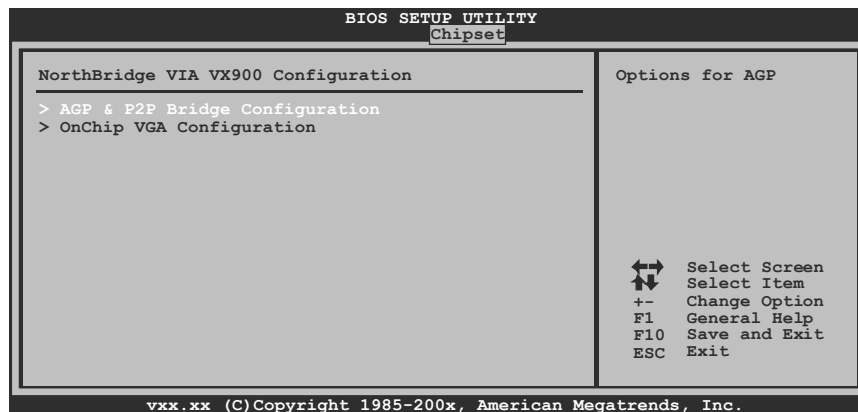 BIOS SETUP UTILITY
Chipset
NorthBridge VIA VX900 Configuration
> AGP & P2P Bridge Configuration
> OnChip VGA Configuration
Options for AGP
Select Screen
Select Item
+- Change Option
F1 General Help
F10 Save and Exit
ESC Exit
vxx.xx (C)Copyright 1985-200x, American Megatrends, Inc.